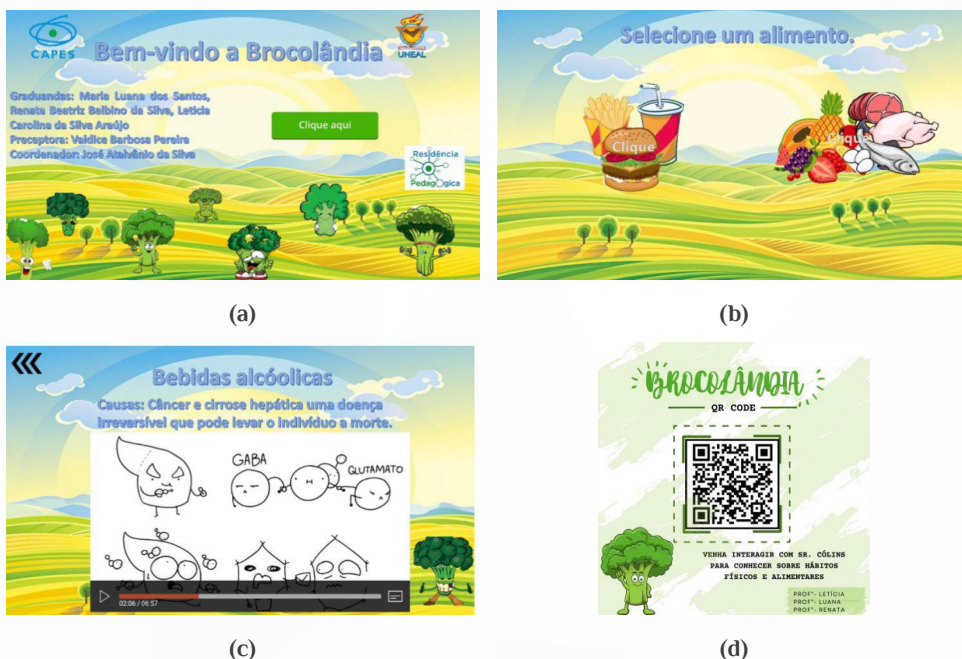 CAPES
Bem-vindo a Brocolândia
UNEAL
Graduandas: Maria Luana dos Santos,
Renata Beatriz Balbino da Silva, Letícia
Carolina da Silva Araújo
Preceptora: Valdice Barbosa Pereira
Coordenador: José Atalvânio da Silva
Clique aqui
Residência
Pedagógica
(a)
Selecione um alimento.
Clique
Clique
(b)
Bebidas alcóolicas
Causas: Câncer e cirrose hepática uma doença
irreversível que pode levar o indivíduo a morte.
GABA
GLUTAMATO
H
02:06 / 06:57
(c)
BROCOLÂNDIA
QR CODE
VENHA INTERAGIR COM SR. CÓLINS
PARA CONHECER SOBRE HÁBITOS
FÍSICOS E ALIMENTARES
PROFª- LETÍCIA
PROFª- LUANA
PROFª- RENATA
(d)